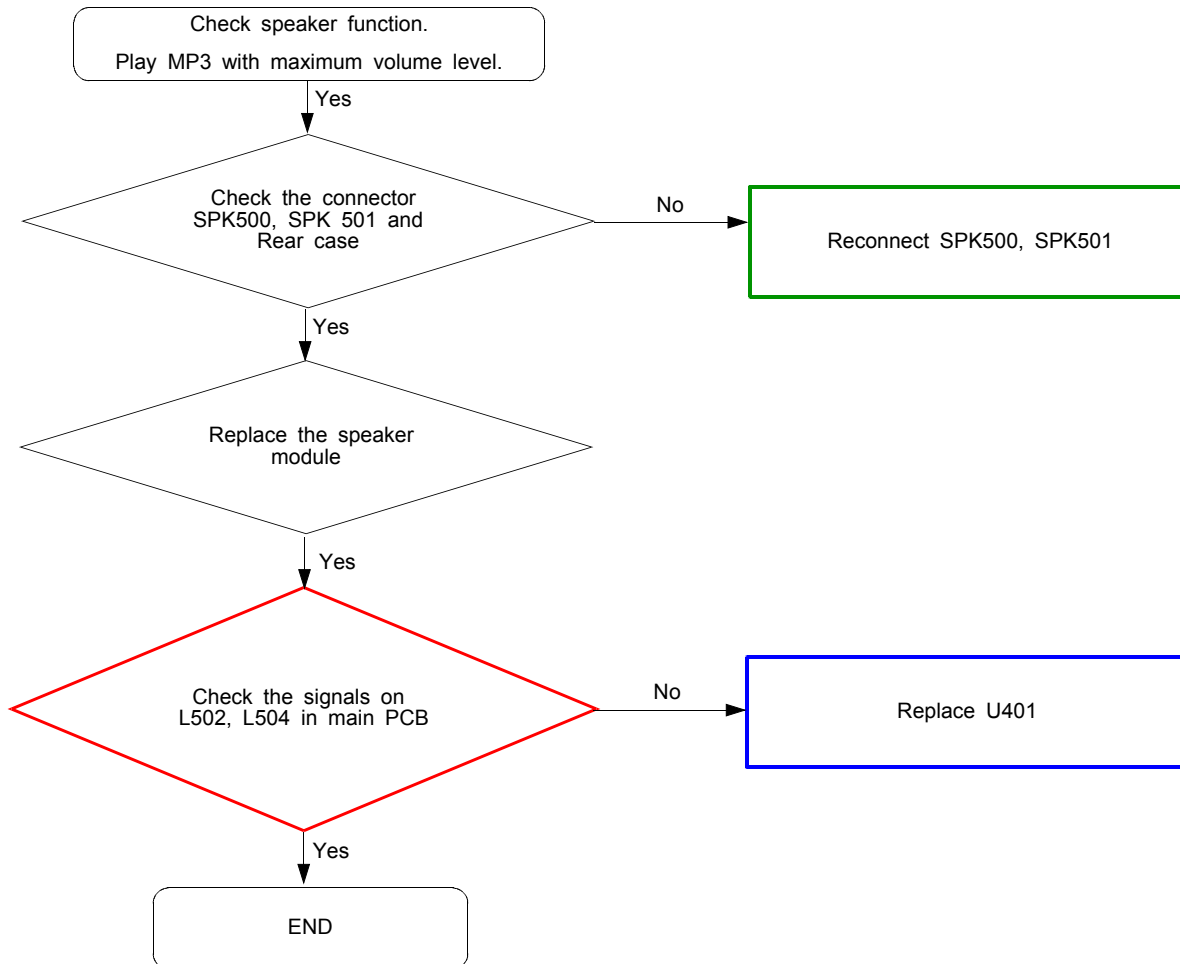 Check speaker function.
Play MP3 with maximum volume level.
Yes
Check the connector
SPK500, SPK 501 and
Rear case
No
Reconnect SPK500, SPK501
Yes
Replace the speaker
module
Yes
Check the signals on
L502, L504 in main PCB
No
Replace U401
Yes
END